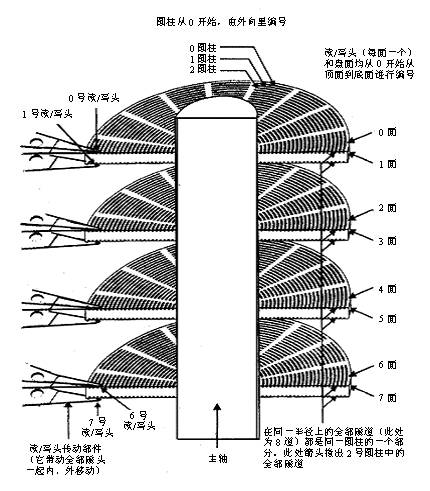 圆柱从0开始,由外向里编号
0圆柱
1圆柱
2圆柱
读/写头(每面一个)
和盘面均从0开始从
顶面到底面进行编号
0号读/写头
1号读/写头
0面
1面
2面
3面
4面
5面
6面
7面
7号
读/写头
6号
读/写头
读/写头传动部件
(它带动全部磁头
一起内、外移动)
主轴
在同一半径上的全部磁道(此处
为8道)都是同一圆柱的一个部
分。此处箭头指出2号圆柱中的
全部磁道